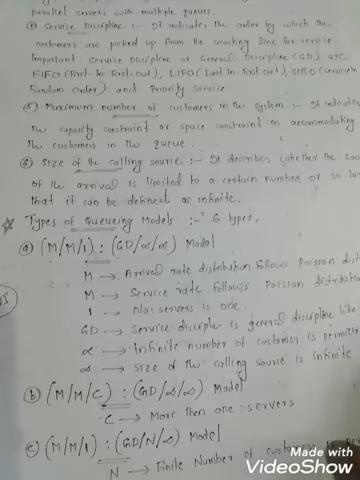 parallel servers with multiple queues.
④ Service Discipline :- It indicates the order by which the
customers are picked up from the waiting line for service.
Important Service Discipline or General Discipline (GD) are
FIFO (First-In-First-out), LIFO (Last In-First out), SIRO (Service In
Random Order) and Priority Service
⑤ Maximum number of customers in the system :- It indicates
the capacity constraint or space constraint in accommodating
the customers in the queue.
⑥ Size of the calling source :- It describes whether the
of the arrival is limited to a certain number or so
that it can be defined as infinite.
☆ Types of Queueing Models :- 6 types,
ⓐ (M/M/1) : (GD/∝/∝) Model
M → Arrival rate distribution follows Poisson
M → Service rate follows Poisson distribution
1 → No. servers is one.
GD → Service disciple is general discipline like
∝ → Infinite number of customer is
∝ → Size of the calling source is infinite
ⓑ (M/M/C) : (GD/∝/∝) Model
C → More then one servers
ⓒ (M/M/1) : (GD/N/∝) Model
N → Finite Number of customer is
Made with
VideoShow